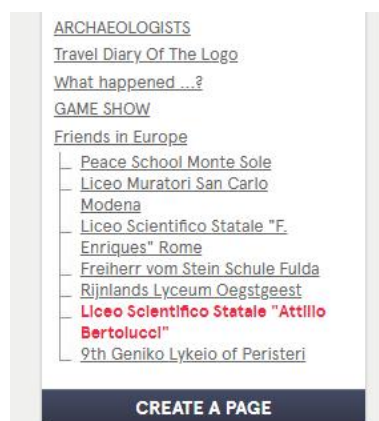 ARCHAEOLOGISTS
Travel Diary Of The Logo
What happened ...?
GAME SHOW
Friends in Europe
Peace School Monte Sole
Liceo Muratori San Carlo
Modena
Liceo Scientifico Statale "F.
Enriques" Rome
Freiherr vom Stein Schule Fulda
Rijnlands Lyceum Oegstgeest
Liceo Scientifico Statale "Attilio
Bertolucci"
9th Geniko Lykeio of Peristeri
CREATE A PAGE